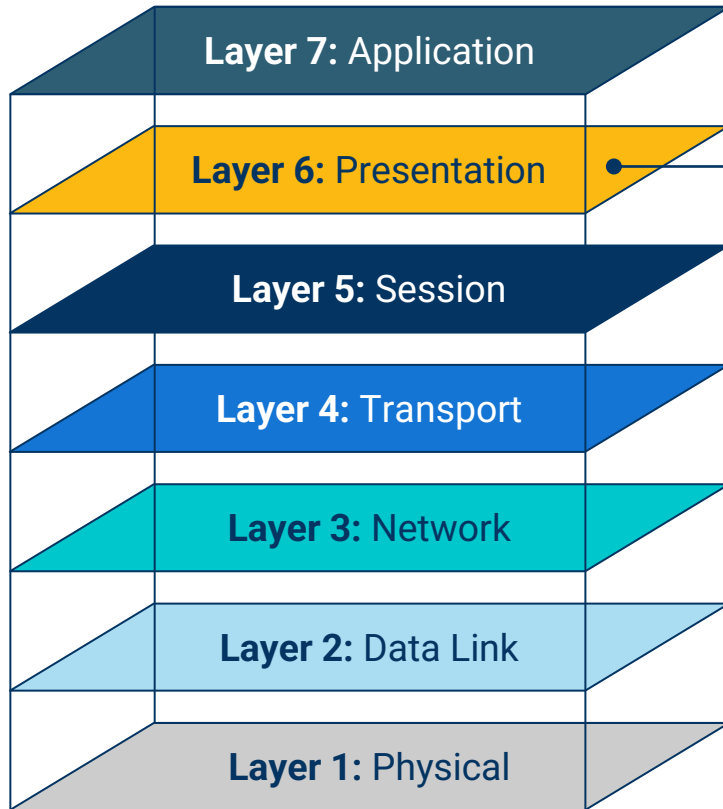 Layer 7: Application
Layer 6: Presentation
Layer 5: Session
Layer 4: Transport
Layer 3: Network
Layer 2: Data Link
Layer 1: Physical